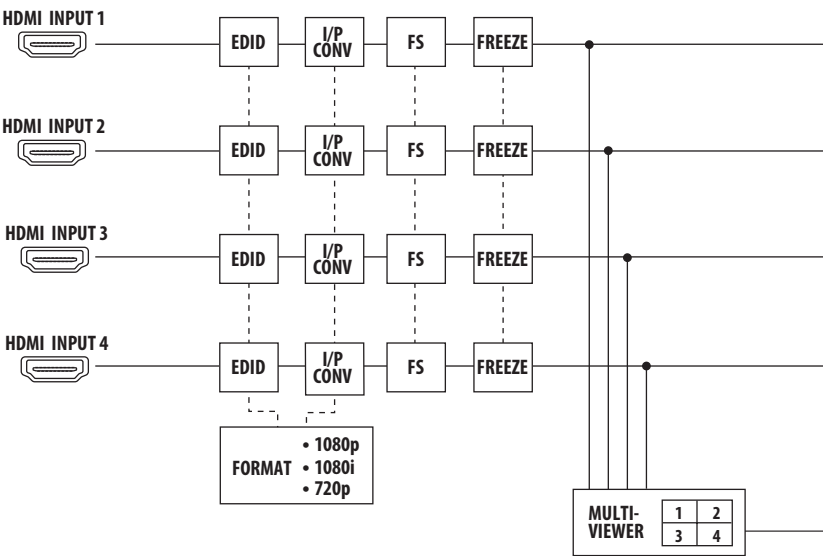 HDMI INPUT 1
EDID
I/P
CONV
FS
FREEZE
HDMI INPUT 2
EDID
I/P
CONV
FS
FREEZE
HDMI INPUT 3
EDID
I/P
CONV
FS
FREEZE
HDMI INPUT 4
EDID
I/P
CONV
FS
FREEZE
FORMAT
• 1080p
• 1080i
• 720p
MULTI-
VIEWER
1 2
3 4